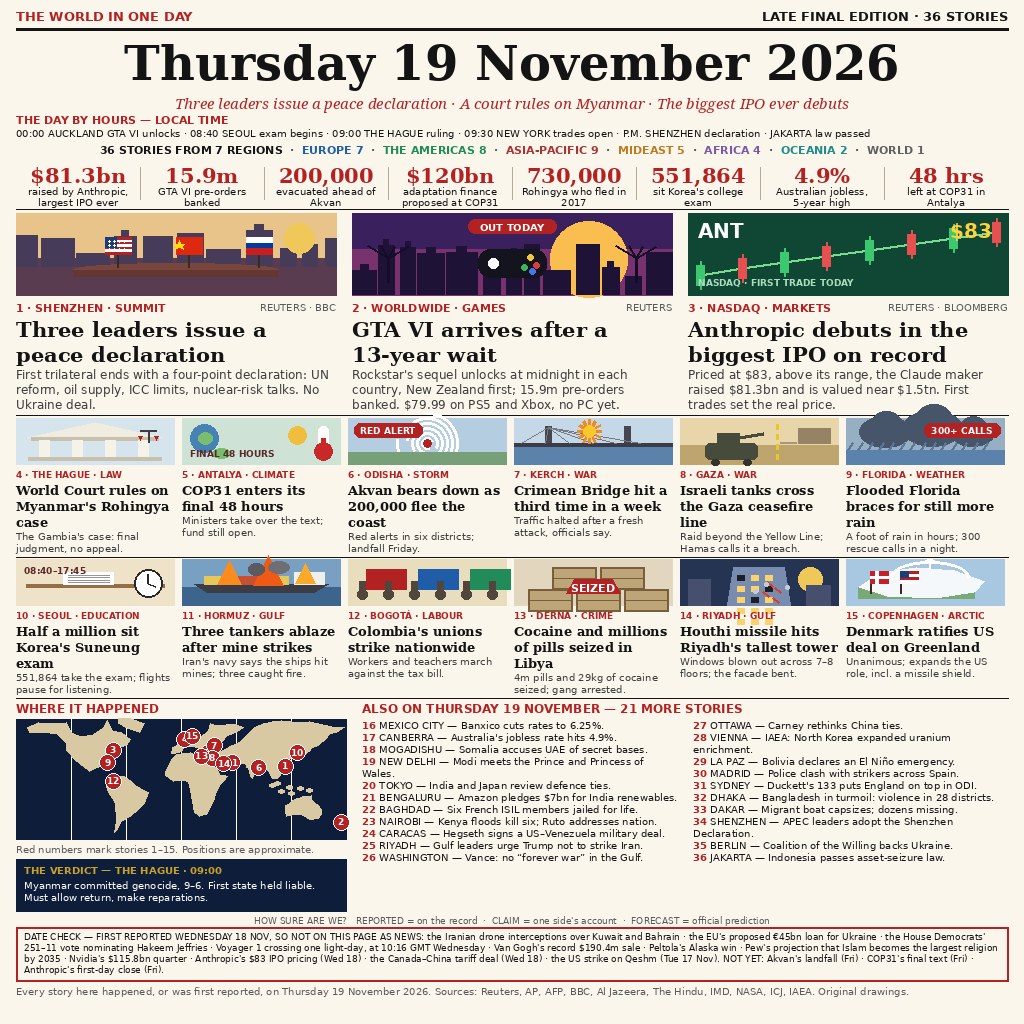 THE WORLD IN ONE DAY
LATE FINAL EDITION · 36 STORIES
Thursday 19 November 2026
Three leaders issue a peace declaration · A court rules on Myanmar · The biggest IPO ever debuts
THE DAY BY HOURS — LOCAL TIME
00:00 AUCKLAND GTA VI unlocks · 08:40 SEOUL exam begins · 09:00 THE HAGUE ruling · 09:30 NEW YORK trades open · P.M. SHENZHEN declaration · JAKARTA law passed
36 STORIES FROM 7 REGIONS · EUROPE 7 · THE AMERICAS 8 · ASIA-PACIFIC 9 · MIDEAST 5 · AFRICA 4 · OCEANIA 2 · WORLD 1
$81.3bn
raised by Anthropic,
largest IPO ever
15.9m
GTA VI pre-orders
banked
200,000
evacuated ahead of
Akvan
$120bn
adaptation finance
proposed at COP31
730,000
Rohingya who fled in
2017
551,864
sit Korea's college
exam
4.9%
Australian jobless,
5-year high
48 hrs
left at COP31 in
Antalya
OUT TODAY
ANT
$83
NASDAQ · FIRST TRADE TODAY
1 · SHENZHEN · SUMMIT
REUTERS · BBC
Three leaders issue a
peace declaration
First trilateral ends with a four-point declaration: UN
reform, oil supply, ICC limits, nuclear-risk talks. No
Ukraine deal.
2 · WORLDWIDE · GAMES
REUTERS
GTA VI arrives after a
13-year wait
Rockstar's sequel unlocks at midnight in each
country, New Zealand first; 15.9m pre-orders
banked. $79.99 on PS5 and Xbox, no PC yet.
3 · NASDAQ · MARKETS
REUTERS · BLOOMBERG
Anthropic debuts in the
biggest IPO on record
Priced at $83, above its range, the Claude maker
raised $81.3bn and is valued near $1.5tn. First
trades set the real price.
4 · THE HAGUE · LAW
World Court rules on
Myanmar's Rohingya
case
The Gambia's case: final
judgment, no appeal.
FINAL 48 HOURS
5 · ANTALYA · CLIMATE
COP31 enters its
final 48 hours
Ministers take over the text;
fund still open.
RED ALERT
6 · ODISHA · STORM
Akvan bears down as
200,000 flee the
coast
Red alerts in six districts;
landfall Friday.
7 · KERCH · WAR
Crimean Bridge hit a
third time in a week
Traffic halted after a fresh
attack, officials say.
8 · GAZA · WAR
Israeli tanks cross
the Gaza ceasefire
line
Raid beyond the Yellow Line;
Hamas calls it a breach.
300+ CALLS
9 · FLORIDA · WEATHER
Flooded Florida
braces for still more
rain
A foot of rain in hours; 300
rescue calls in a night.
08:40–17:45
10 · SEOUL · EDUCATION
Half a million sit
Korea's Suneung
exam
551,864 take the exam; flights
pause for listening.
11 · HORMUZ · GULF
Three tankers ablaze
after mine strikes
Iran's navy says the ships hit
mines; three caught fire.
12 · BOGOTÁ · LABOUR
Colombia's unions
strike nationwide
Workers and teachers march
against the tax bill.
SEIZED
13 · DERNA · CRIME
Cocaine and millions
of pills seized in
Libya
4m pills and 29kg of cocaine
seized; gang arrested.
14 · RIYADH · GULF
Houthi missile hits
Riyadh's tallest tower
Windows blown out across 7–8
floors; the facade bent.
15 · COPENHAGEN · ARCTIC
Denmark ratifies US
deal on Greenland
Unanimous; expands the US
role, incl. a missile shield.
WHERE IT HAPPENED
3
9
12
15
7
13
8
14
6
1
10
2
Red numbers mark stories 1–15. Positions are approximate.
THE VERDICT — THE HAGUE · 09:00
Myanmar committed genocide, 9–6. First state held liable.
Must allow return, make reparations.
ALSO ON THURSDAY 19 NOVEMBER — 21 MORE STORIES
16 MEXICO CITY — Banxico cuts rates to 6.25%.
17 CANBERRA — Australia's jobless rate hits 4.9%.
18 MOGADISHU — Somalia accuses UAE of secret bases.
19 NEW DELHI — Modi meets the Prince and Princess of
Wales.
20 TOKYO — India and Japan review defence ties.
21 BENGALURU — Amazon pledges $7bn for India renewables.
22 BAGHDAD — Six French ISIL members jailed for life.
23 NAIROBI — Kenya floods kill six; Ruto addresses nation.
24 CARACAS — Hegseth signs a US–Venezuela military deal.
25 RIYADH — Gulf leaders urge Trump not to strike Iran.
26 WASHINGTON — Vance: no “forever war” in the Gulf.
27 OTTAWA — Carney rethinks China ties.
28 VIENNA — IAEA: North Korea expanded uranium
enrichment.
29 LA PAZ — Bolivia declares an El Niño emergency.
30 MADRID — Police clash with strikers across Spain.
31 SYDNEY — Duckett's 133 puts England on top in ODI.
32 DHAKA — Bangladesh in turmoil: violence in 28 districts.
33 DAKAR — Migrant boat capsizes; dozens missing.
34 SHENZHEN — APEC leaders adopt the Shenzhen
Declaration.
35 BERLIN — Coalition of the Willing backs Ukraine.
36 JAKARTA — Indonesia passes asset-seizure law.
HOW SURE ARE WE? REPORTED = on the record · CLAIM = one side's account · FORECAST = official prediction
DATE CHECK — FIRST REPORTED WEDNESDAY 18 NOV, SO NOT ON THIS PAGE AS NEWS: the Iranian drone interceptions over Kuwait and Bahrain · the EU's proposed €45bn loan for Ukraine · the House Democrats'
251–11 vote nominating Hakeem Jeffries · Voyager 1 crossing one light-day, at 10:16 GMT Wednesday · Van Gogh's record $190.4m sale · Peltola's Alaska win · Pew's projection that Islam becomes the largest religion
by 2035 · Nvidia's $115.8bn quarter · Anthropic's $83 IPO pricing (Wed 18) · the Canada–China tariff deal (Wed 18) · the US strike on Qeshm (Tue 17 Nov). NOT YET: Akvan's landfall (Fri) · COP31's final text (Fri) ·
Anthropic's first-day close (Fri).
Every story here happened, or was first reported, on Thursday 19 November 2026. Sources: Reuters, AP, AFP, BBC, Al Jazeera, The Hindu, IMD, NASA, ICJ, IAEA. Original drawings.